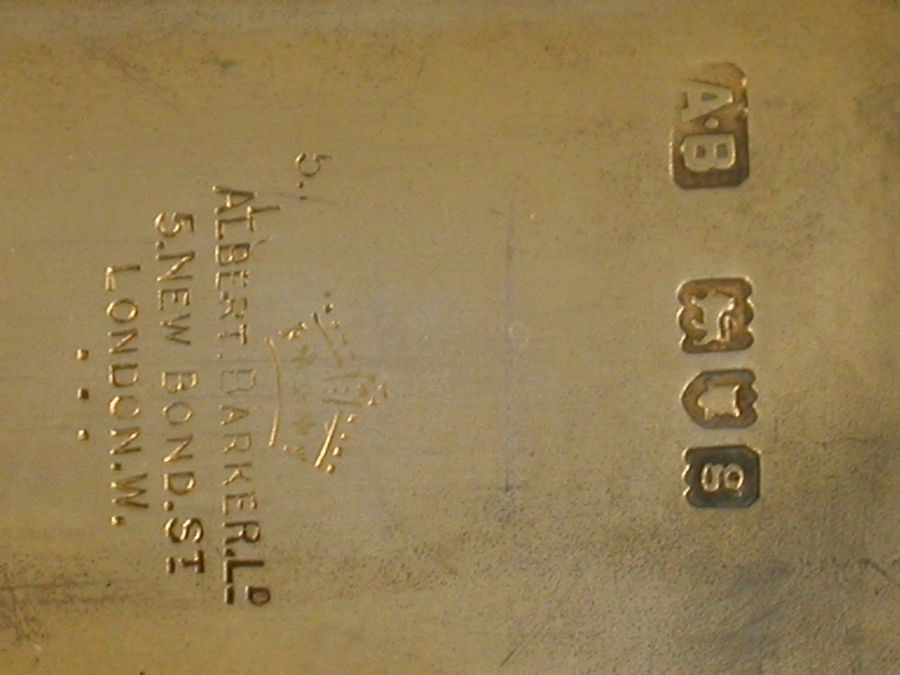 A·B
g
5.
ALBERT.BARKER.LD
5.NEW BOND.ST
LONDON.W.